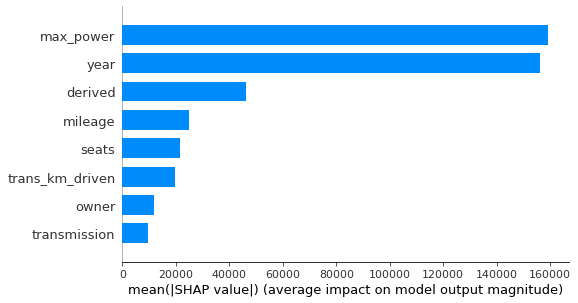 max_power
year
derived
mileage
seats
trans_km_driven
owner
transmission
0 20000 40000 60000 80000 100000 120000 140000 160000
mean(|SHAP value|) (average impact on model output magnitude)